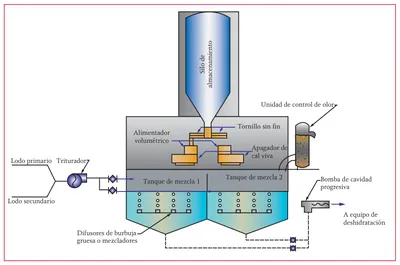 Silo de
almacenamiento
Unidad de control de olor
Tornillo sin fin
Alimentador
volumétrico
Apagador de
cal viva
Lodo primario
Triturador
Tanque de mezcla 1
Tanque de mezcla 2
Bomba de cavidad
progresiva
Lodo secundario
A equipo de
deshidratación
Difusores de burbuja
gruesa o mezcladores